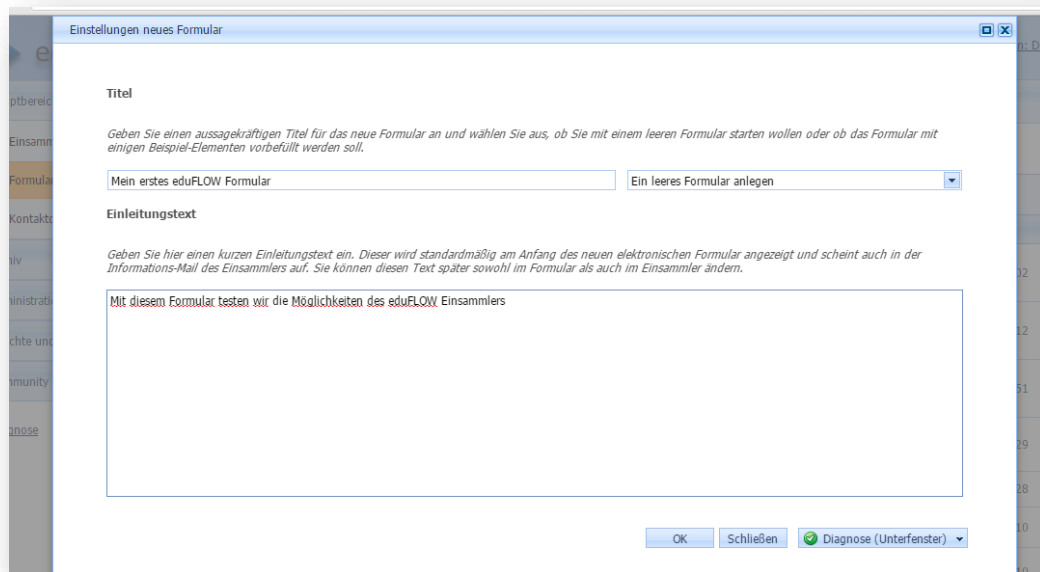 Einstellungen neues Formular
Titel
Geben Sie einen aussagekräftigen Titel für das neue Formular an und wählen Sie aus, ob Sie mit einem leeren Formular starten wollen oder ob das Formular mit
einigen Beispiel-Elementen vorbefüllt werden soll.
Mein erstes eduFLOW Formular
Ein leeres Formular anlegen
Einleitungstext
Geben Sie hier einen kurzen Einleitungstext ein. Dieser wird standardmäßig am Anfang des neuen elektronischen Formular angezeigt und scheint auch in der
Informations-Mail des Einsammlers auf. Sie können diesen Text später sowohl im Formular als auch im Einsammler ändern.
Mit diesem Formular testen wir die Möglichkeiten des eduFLOW Einsammlers
OK
Schließen
Diagnose (Unterfenster)